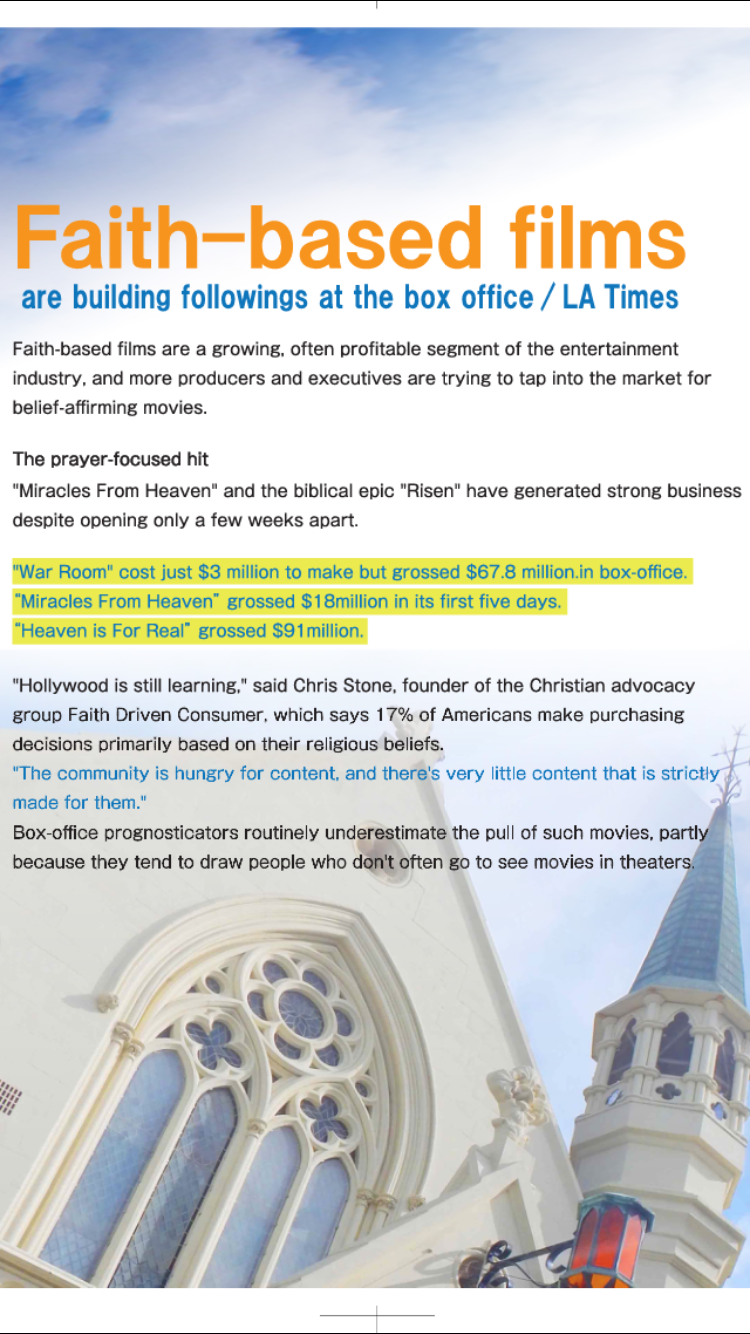 Faith-based films
are building followings at the box office / LA Times
Faith-based films are a growing, often profitable segment of the entertainment
industry, and more producers and executives are trying to tap into the market for
belief-affirming movies.
The prayer-focused hit
"Miracles From Heaven" and the biblical epic "Risen" have generated strong business
despite opening only a few weeks apart.
"War Room" cost just $3 million to make but grossed $67.8 million.in box-office.
“Miracles From Heaven” grossed $18million in its first five days.
“Heaven is For Real” grossed $91million.
"Hollywood is still learning," said Chris Stone, founder of the Christian advocacy
group Faith Driven Consumer, which says 17% of Americans make purchasing
decisions primarily based on their religious beliefs.
"The community is hungry for content, and there's very little content that is strictly
made for them."
Box-office prognosticators routinely underestimate the pull of such movies, partly
because they tend to draw people who don't often go to see movies in theaters.